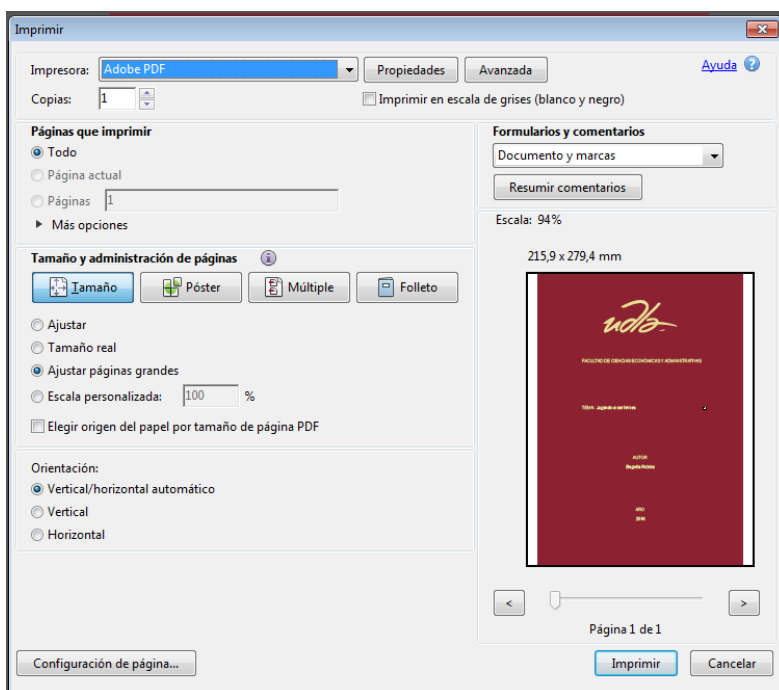 Imprimir
Impresora: Adobe PDF Propiedades Avanzada Ayuda
Copias: 1 Imprimir en escala de grises (blanco y negro)
Páginas que imprimir
Todo
Página actual
Páginas 1
Más opciones
Formularios y comentarios
Documento y marcas
Resumir comentarios
Escala: 94%
Tamaño y administración de páginas
Tamaño Póster Múltiple Folleto
Ajustar
Tamaño real
Ajustar páginas grandes
Escala personalizada: 100 %
Elegir origen del papel por tamaño de página PDF
Orientación:
Vertical/horizontal automático
Vertical
Horizontal
215,9 x 279,4 mm
udla
FACULTAD DE CIENCIAS ECONÓMICAS Y ADMINISTRATIVAS
AUTOR
AÑO
< >
Página 1 de 1
Configuración de página... Imprimir Cancelar